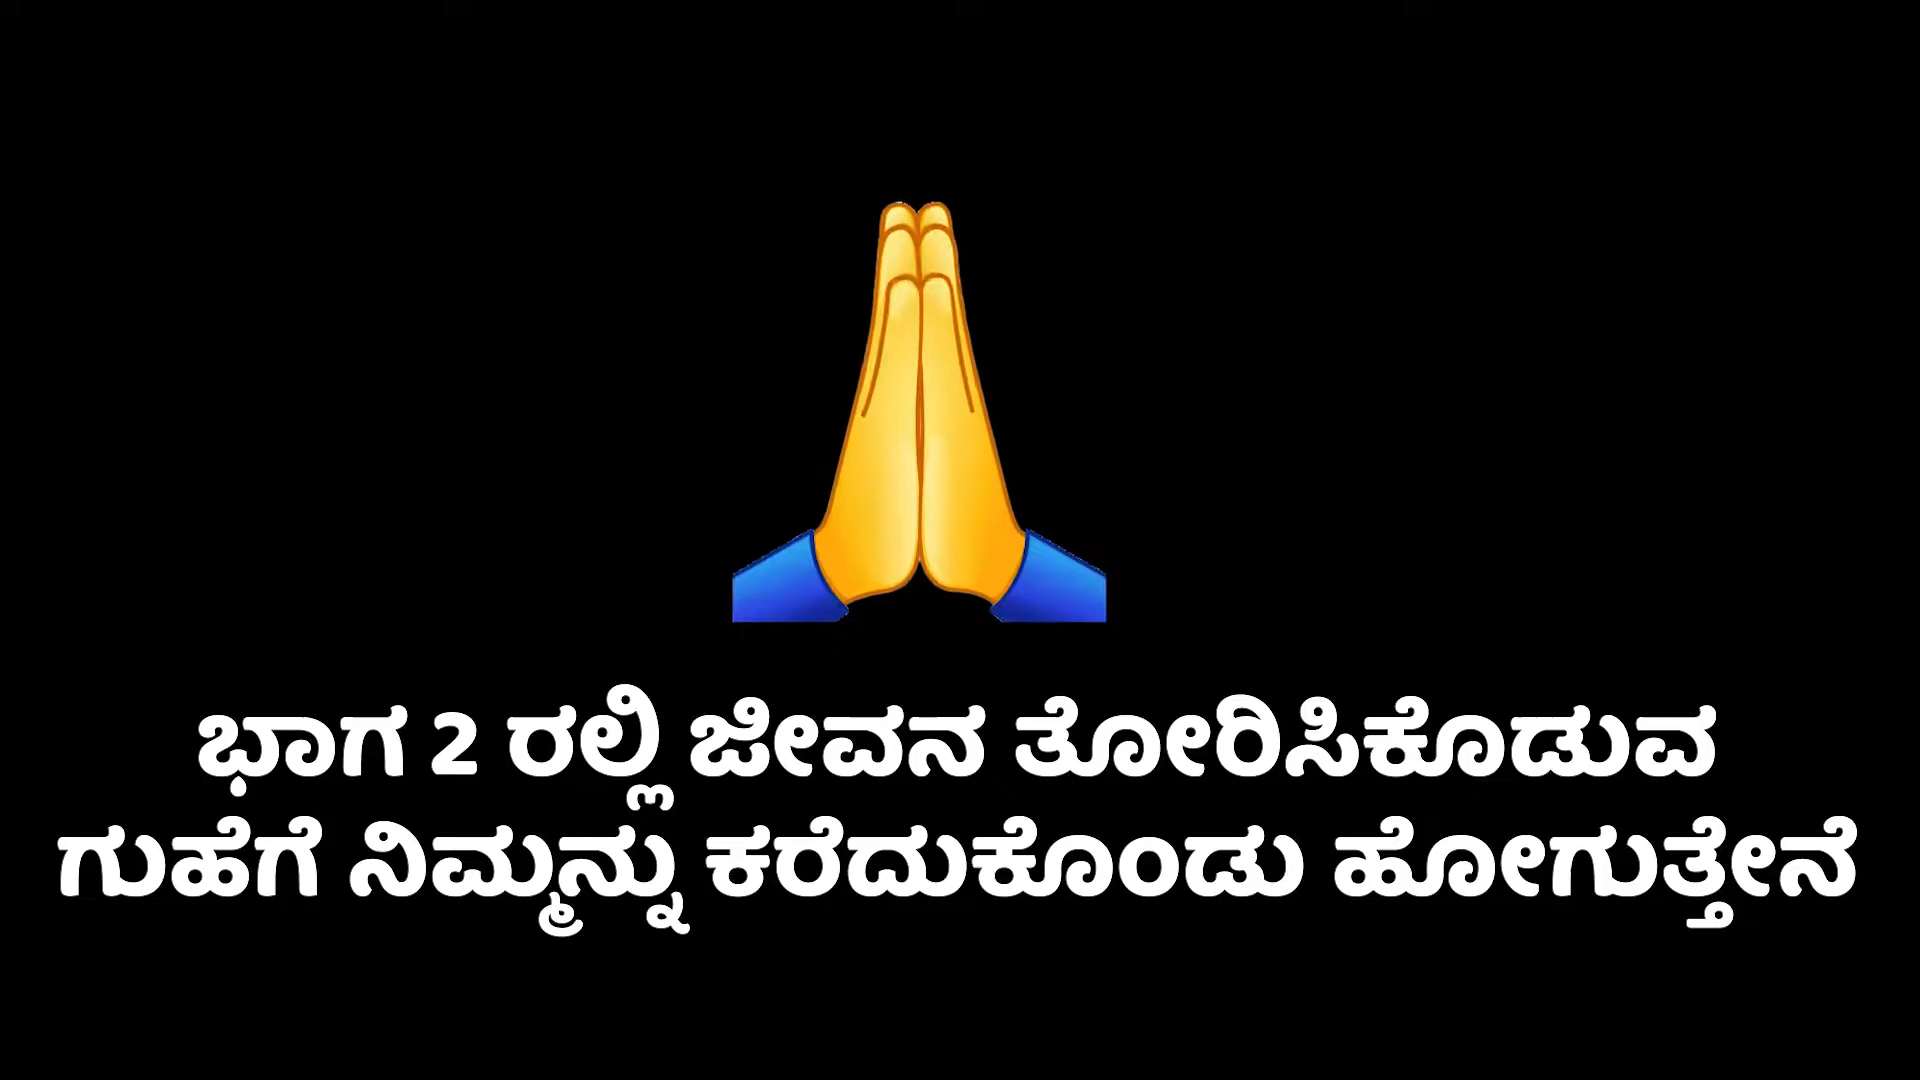 ಭಾಗ 2 ರಲ್ಲಿ ಜೀವನ ತೋರಿಸಿಕೊಡುವ
ಗುಹೆಗೆ ನಿಮ್ಮನ್ನು ಕರೆದುಕೊಂಡು ಹೋಗುತ್ತೇನೆ